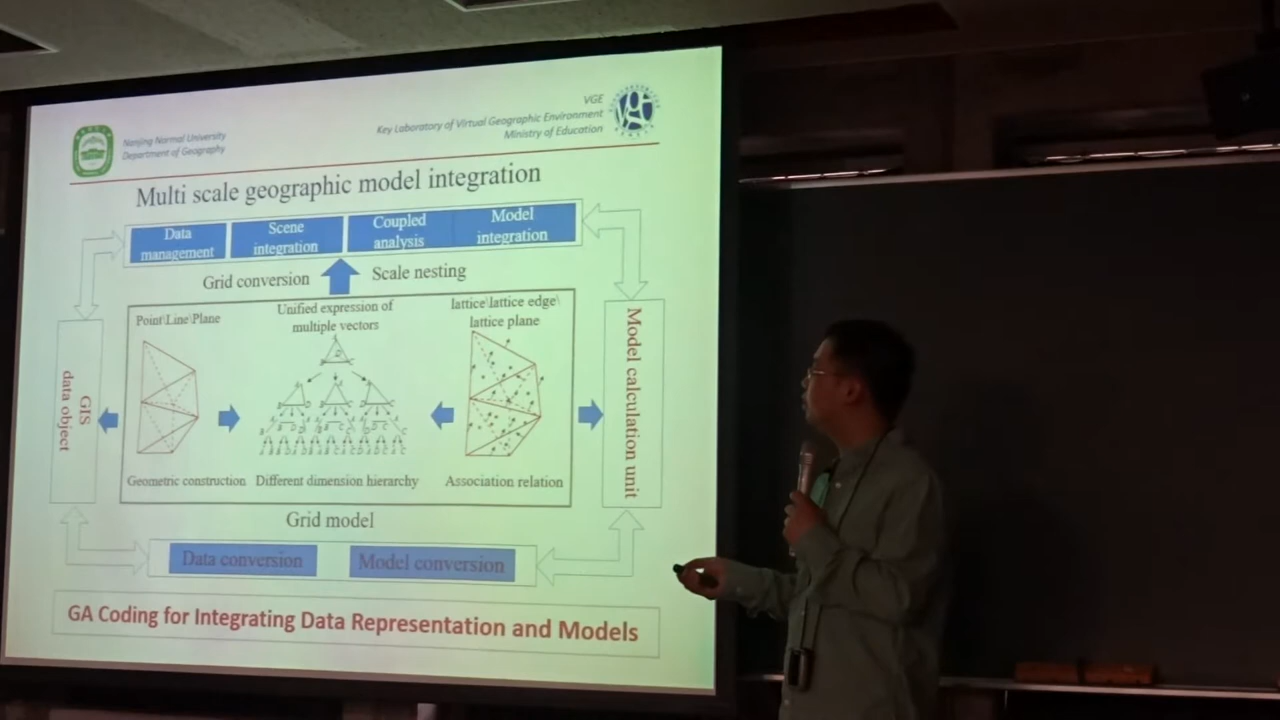 Nanjing Normal University
Department of Geography
VGE
Key Laboratory of Virtual Geographic Environment
Ministry of Education
Multi scale geographic model integration
Data
management
Scene
integration
Coupled
analysis
Model
integration
Grid conversion
Scale nesting
Point\Line\Plane
Unified expression of
multiple vectors
lattice\lattice edge\
lattice plane
GIS
data object
Model calculation unit
Geometric construction
Different dimension hierarchy
Association relation
Grid model
Data conversion
Model conversion
GA Coding for Integrating Data Representation and Models